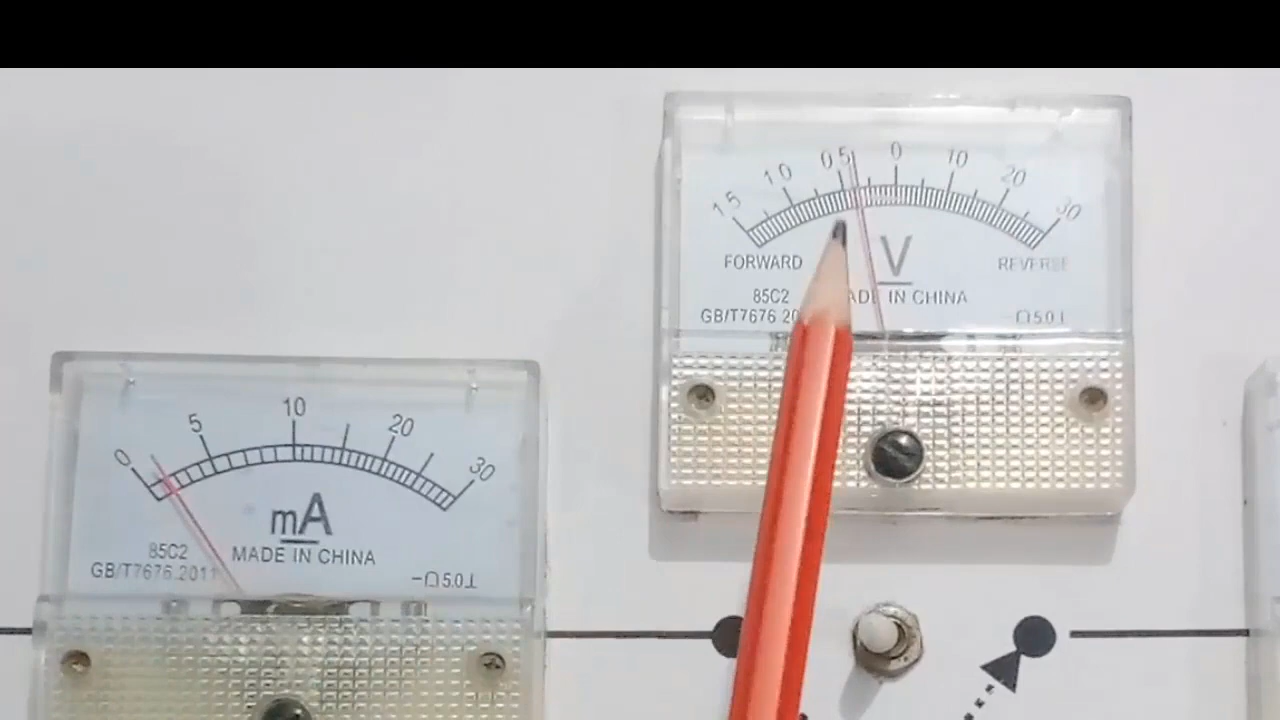 15 10 0.5 0 10 20 30
V
FORWARD
REVERSE
85C2
MADE IN CHINA
GB/T7676 20
5.0
0 5 10 20 30
mA
85C2
MADE IN CHINA
GB/T7676.2011
5.0